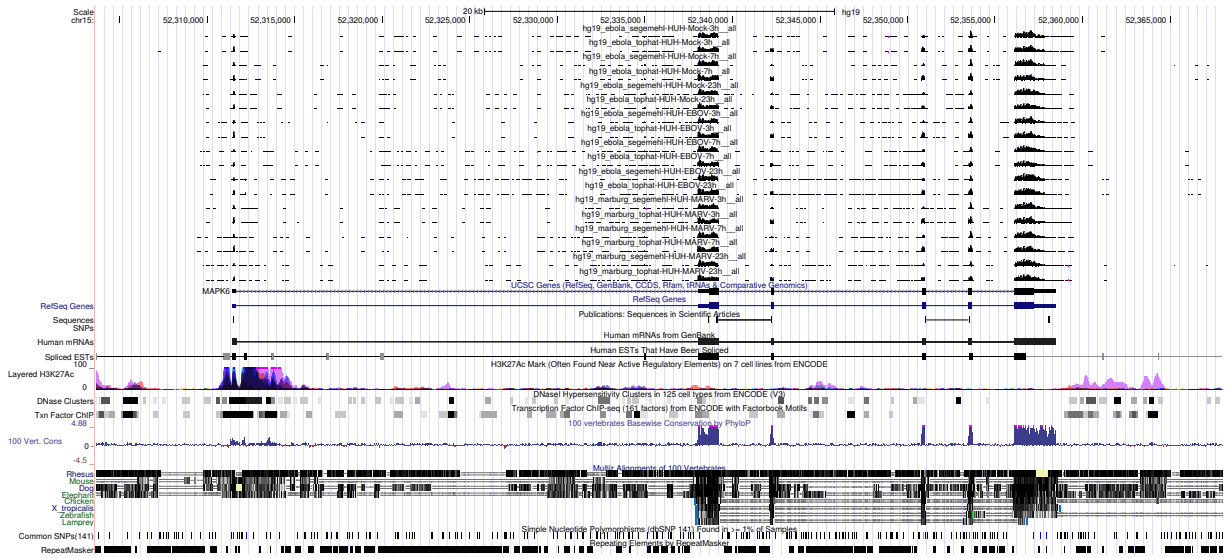 Scale 20 kb hg19
chr15: 52,310,000 52,315,000 52,320,000 52,325,000 52,330,000 52,335,000 52,340,000 52,345,000 52,350,000 52,355,000 52,360,000 52,365,000
hg19_ebola_segemehl-HUH-Mock-3h__all
hg19_ebola_tophat-HUH-Mock-3h__all
hg19_ebola_segemehl-HUH-Mock-7h__all
hg19_ebola_tophat-HUH-Mock-7h__all
hg19_ebola_segemehl-HUH-Mock-23h__all
hg19_ebola_tophat-HUH-Mock-23h__all
hg19_ebola_segemehl-HUH-EBOV-3h__all
hg19_ebola_tophat-HUH-EBOV-3h__all
hg19_ebola_segemehl-HUH-EBOV-7h__all
hg19_ebola_tophat-HUH-EBOV-7h__all
hg19_ebola_segemehl-HUH-EBOV-23h__all
hg19_ebola_tophat-HUH-EBOV-23h__all
hg19_marburg_segemehl-HUH-MARV-3h__all
hg19_marburg_tophat-HUH-MARV-3h__all
hg19_marburg_segemehl-HUH-MARV-7h__all
hg19_marburg_tophat-HUH-MARV-7h__all
hg19_marburg_segemehl-HUH-MARV-23h__all
hg19_marburg_tophat-HUH-MARV-23h__all
UCSC Genes (RefSeq, GenBank, CCDS, Rfam, tRNAs & Comparative Genomics)
MAPK6
RefSeq Genes
RefSeq Genes
Publications: Sequences in Scientific Articles
Sequences
SNPs
Human mRNAs from GenBank
Human mRNAs
Human ESTs That Have Been Spliced
Spliced ESTs
H3K27Ac Mark (Often Found Near Active Regulatory Elements) on 7 cell lines from ENCODE
100
Layered H3K27Ac
0
DNaseI Hypersensitivity Clusters in 125 cell types from ENCODE (V3)
DNase Clusters
Transcription Factor ChIP-seq (161 factors) from ENCODE with Factorbook Motifs
Txn Factor ChIP
100 vertebrates Basewise Conservation by PhyloP
4.88
100 Vert. Cons
0
-4.5
Multiz Alignments of 100 Vertebrates
Rhesus
Mouse
Dog
Elephant
Chicken
X_tropicalis
Zebrafish
Lamprey
Simple Nucleotide Polymorphisms (dbSNP 141) Found in >= 1% of Samples
Common SNPs(141)
Repeating Elements by RepeatMasker
RepeatMasker